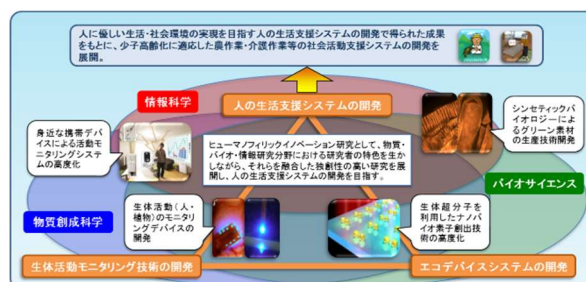 人に優しい生活・社会環境の実現を目指す人の生活支援システムの開発で得られた成果
をもとに、少子高齢化に適応した農作業・介護作業等の社会活動支援システムの開発を
展開。
情報科学
人の生活支援システムの開発
身近な携帯デバ
イスによる活動モ
ニタリングシステム
の高度化
シンセティックバ
イオロジーによ
るグリーン素材
の生産技術開発
ヒューマノフィリックイノベーション研究として、物質・
バイオ・情報研究分野における研究者の特色を生か
しながら、それらを融合した独創性の高い研究を展
開し、人の生活支援システムの開発を目指す。
バイオサイエンス
物質創成科学
生体活動（人・
植物）のモニタリ
ングデバイスの
開発
生体超分子を
利用したナノバ
イオ素子創出技
術の高度化
生体活動モニタリング技術の開発
エコデバイスシステムの開発